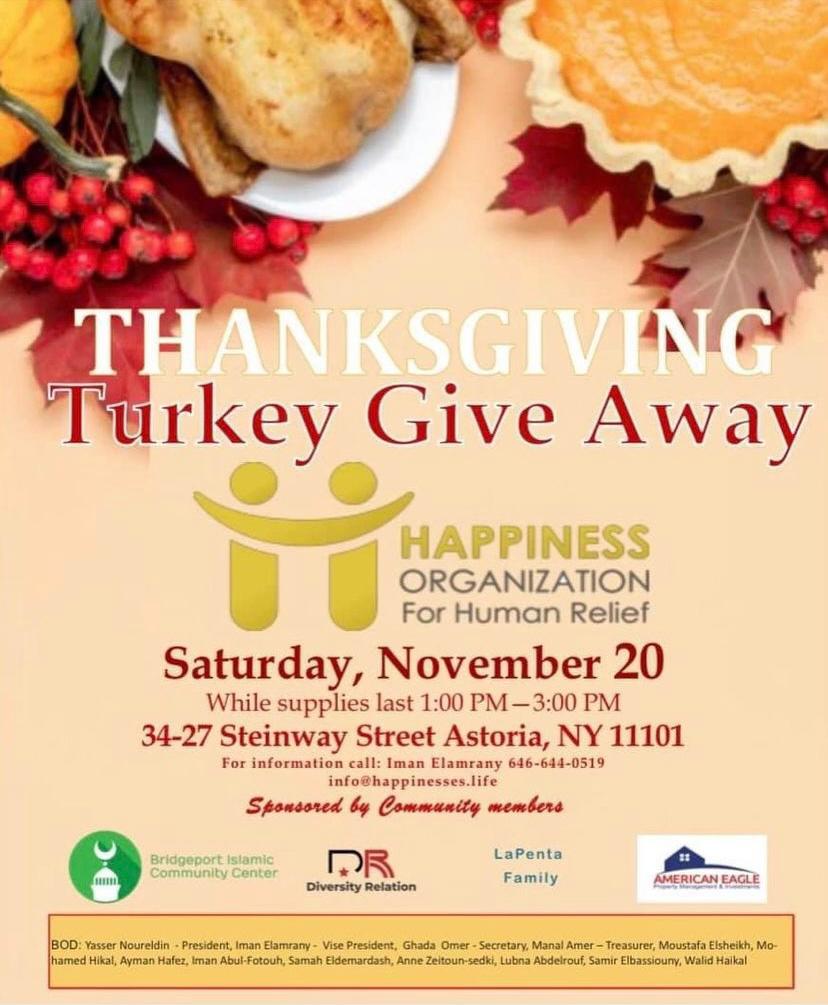 THANKSGIVING
Turkey Give Away
HAPPINESS
ORGANIZATION
For Human Relief
Saturday, November 20
While supplies last 1:00 PM—3:00 PM
34-27 Steinway Street Astoria, NY 11101
For information call: Iman Elamrany 646-644-0519
info@happinesses.life
Sponsored by Community members
Bridgeport Islamic
Community Center
DR
Diversity Relation
LaPenta
Family
AMERICAN EAGLE
Property Management & Investments
BOD: Yasser Noureldin - President, Iman Elamrany - Vise President, Ghada Omer - Secretary, Manal Amer – Treasurer, Moustafa Elsheikh, Mo-
hamed Hikal, Ayman Hafez, Iman Abul-Fotouh, Samah Eldemardash, Anne Zeitoun-sedki, Lubna Abdelrouf, Samir Elbassiouny, Walid Haikal